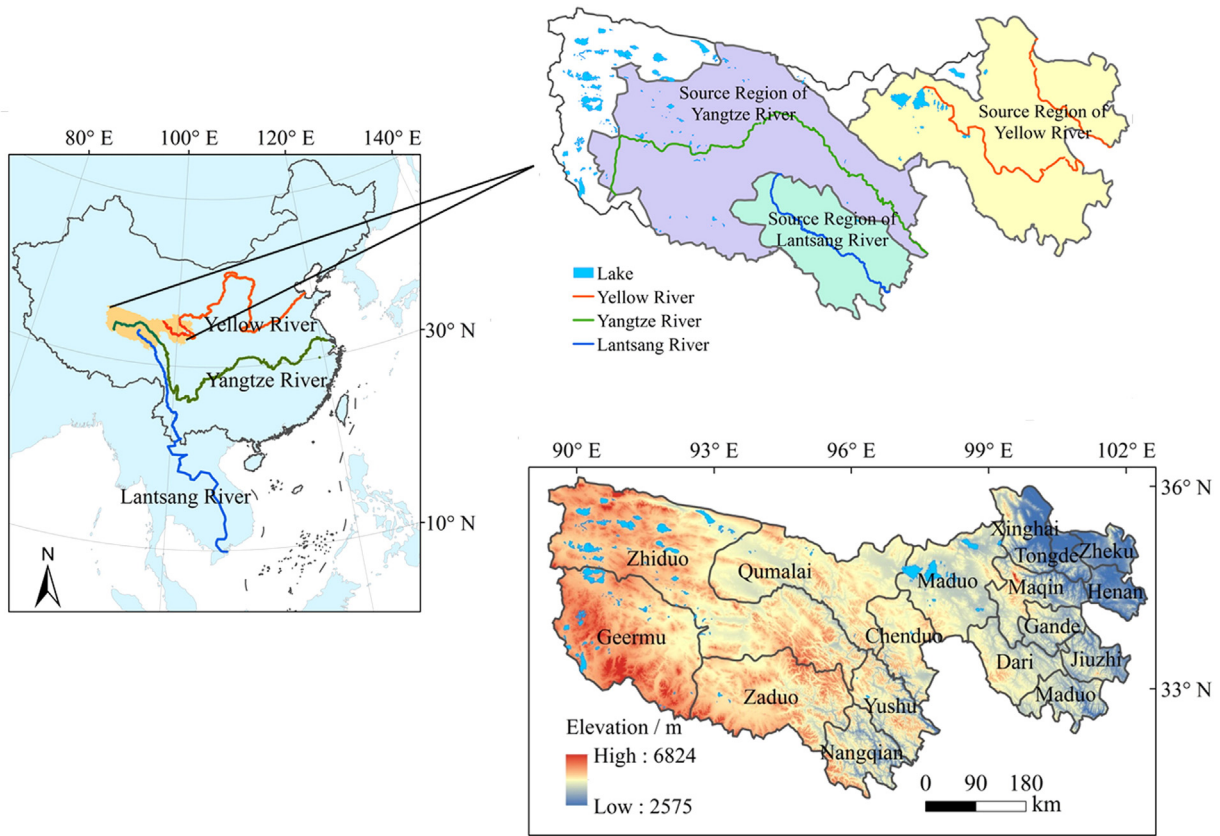 80° E
100° E
120° E
140° E
30° N
10° N
Yellow River
Yangtze River
Lantsang River
N
Source Region of
Yangtze River
Source Region of
Yellow River
Source Region of
Lantsang River
Lake
Yellow River
Yangtze River
Lantsang River
90° E
93° E
96° E
99° E
102° E
36° N
33° N
Xinghai
Tongde
Zheku
Zhiduo
Qumalai
Maduo
Maqin
Henan
Geermu
Chenduo
Gande
Dari
Jiuzhi
Zaduo
Yushu
Maduo
Nangqian
Elevation / m
High : 6824
Low : 2575
0 90 180
km